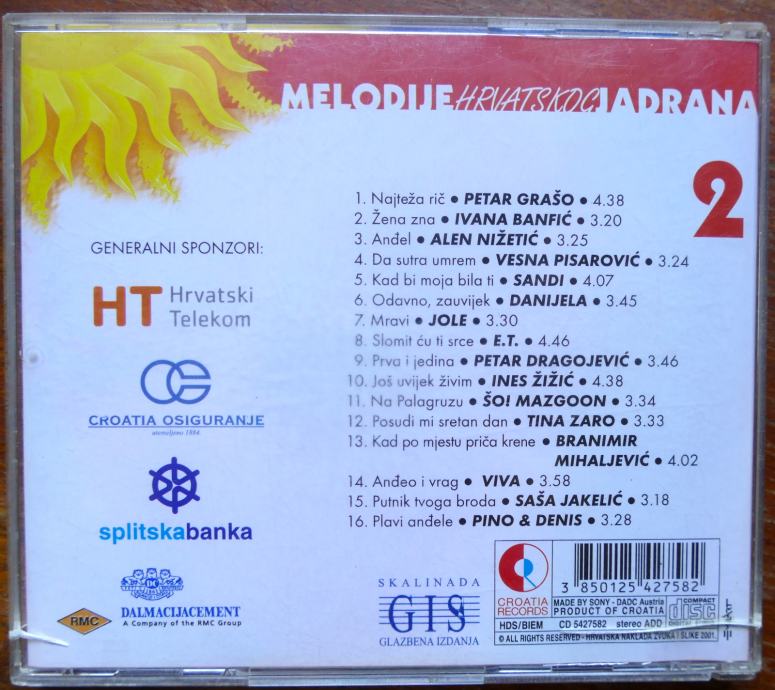 MELODIJE HRVATSKOG JADRANA
2
GENERALNI SPONZORI:
HT Hrvatski
Telekom
CROATIA OSIGURANJE
utemeljeno 1884.
splitskabanka
DALMACIJACEMENT
RMC
A Company of the RMC Group
1. Najteža rič • PETAR GRAŠO • 4.38
2. Žena zna • IVANA BANFIĆ • 3.20
3. Anđel • ALEN NIŽETIĆ • 3.25
4. Da sutra umrem • VESNA PISAROVIĆ • 3.24
5. Kad bi moja bila ti • SANDI • 4.07
6. Odavno, zauvijek • DANIJELA • 3.45
7. Mravi • JOLE • 3.30
8. Slomit ću ti srce • E.T. • 4.46
9. Prva i jedina • PETAR DRAGOJEVIĆ • 3.46
10. Još uvijek živim • INES ŽIŽIĆ • 4.38
11. Na Palagruzu • ŠO! MAZGOON • 3.34
12. Posudi mi sretan dan • TINA ZARO • 3.33
13. Kad po mjestu priča krene • BRANIMIR
MIHALJEVIĆ • 4.02
14. Anđeo i vrag • VIVA • 3.58
15. Putnik tvoga broda • SAŠA JAKELIĆ • 3.18
16. Plavi anđele • PINO & DENIS • 3.28
SKALINADA
GIS
GLAZBENA IZDANJA
CROATIA
RECORDS
3 850125 427582
MADE BY SONY - DADC Austria
PRODUCT OF CROATIA
COMPACT
disc
DIGITAL AUDIO
HDS/BIEM CD 5427582 stereo ADD
© ALL RIGHTS RESERVED - HRVATSKA NAKLADA ZVUKA I SLIKE 2001.